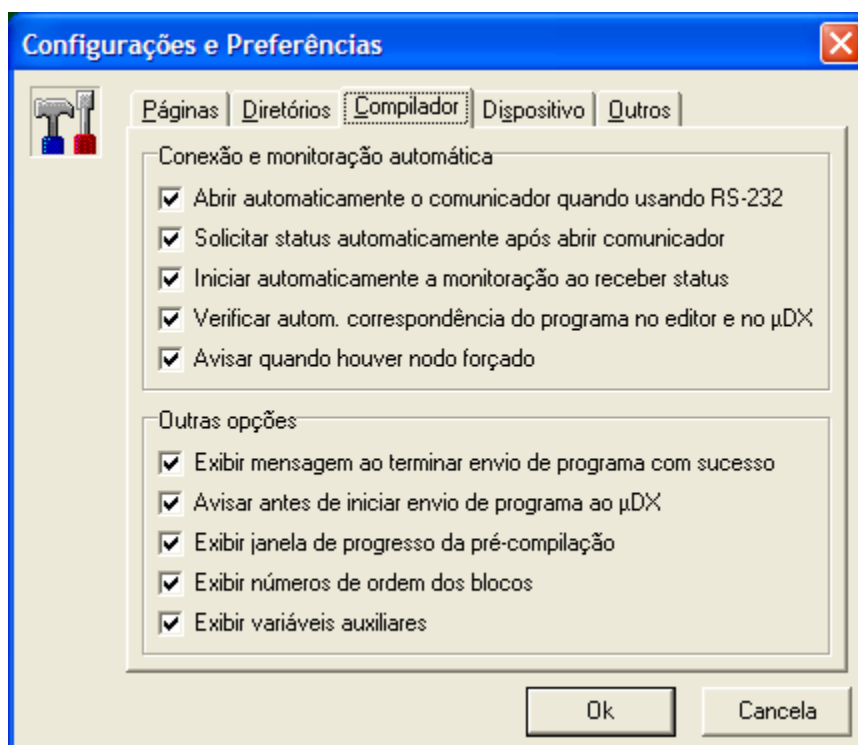 Configurações e Preferências
Páginas Diretórios Compilador Dispositivo Outros
Conexão e monitoração automática
Abrir automaticamente o comunicador quando usando RS-232
Solicitar status automaticamente após abrir comunicador
Iniciar automaticamente a monitoração ao receber status
Verificar autom. correspondência do programa no editor e no µDX
Avisar quando houver nodo forçado
Outras opções
Exibir mensagem ao terminar envio de programa com sucesso
Avisar antes de iniciar envio de programa ao µDX
Exibir janela de progresso da pré-compilação
Exibir números de ordem dos blocos
Exibir variáveis auxiliares
Ok Cancela